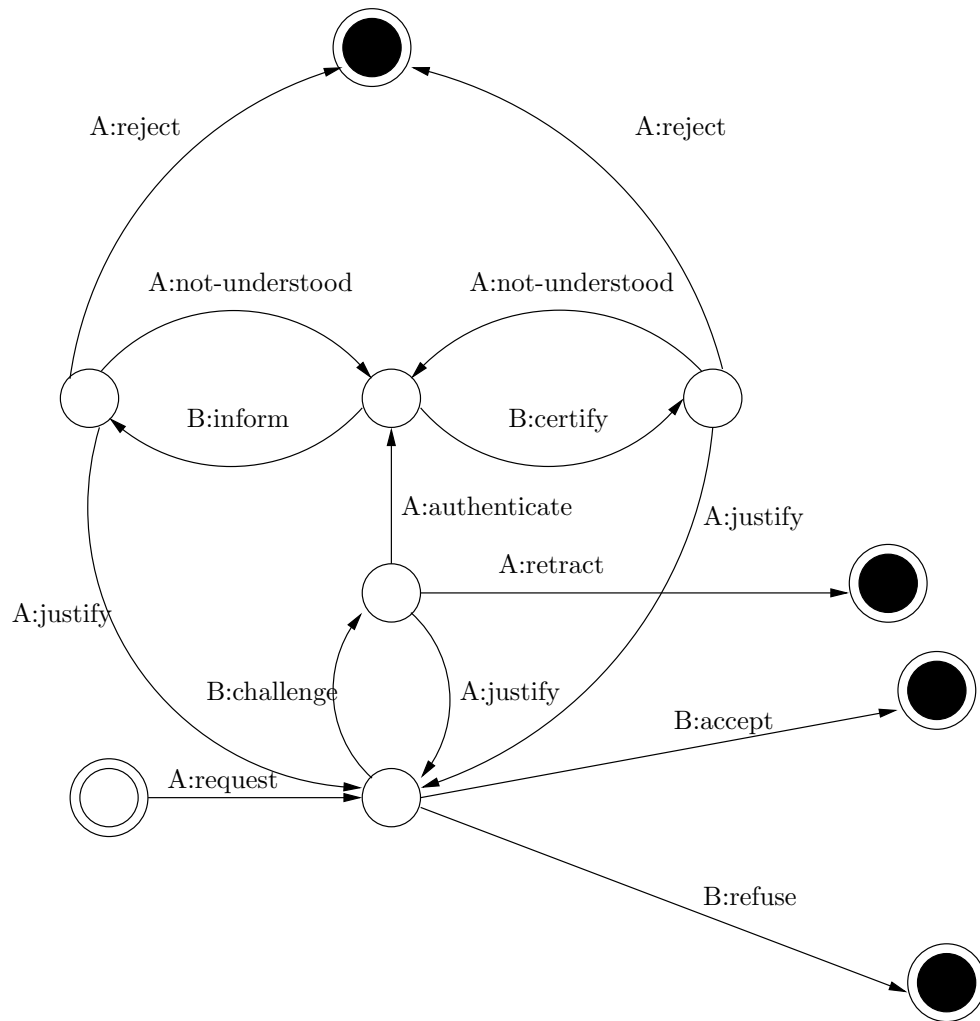 A:reject
A:reject
A:not-understood
A:not-understood
B:inform
B:certify
A:authenticate
A:justify
A:retract
A:justify
B:challenge
A:justify
B:accept
A:request
B:refuse